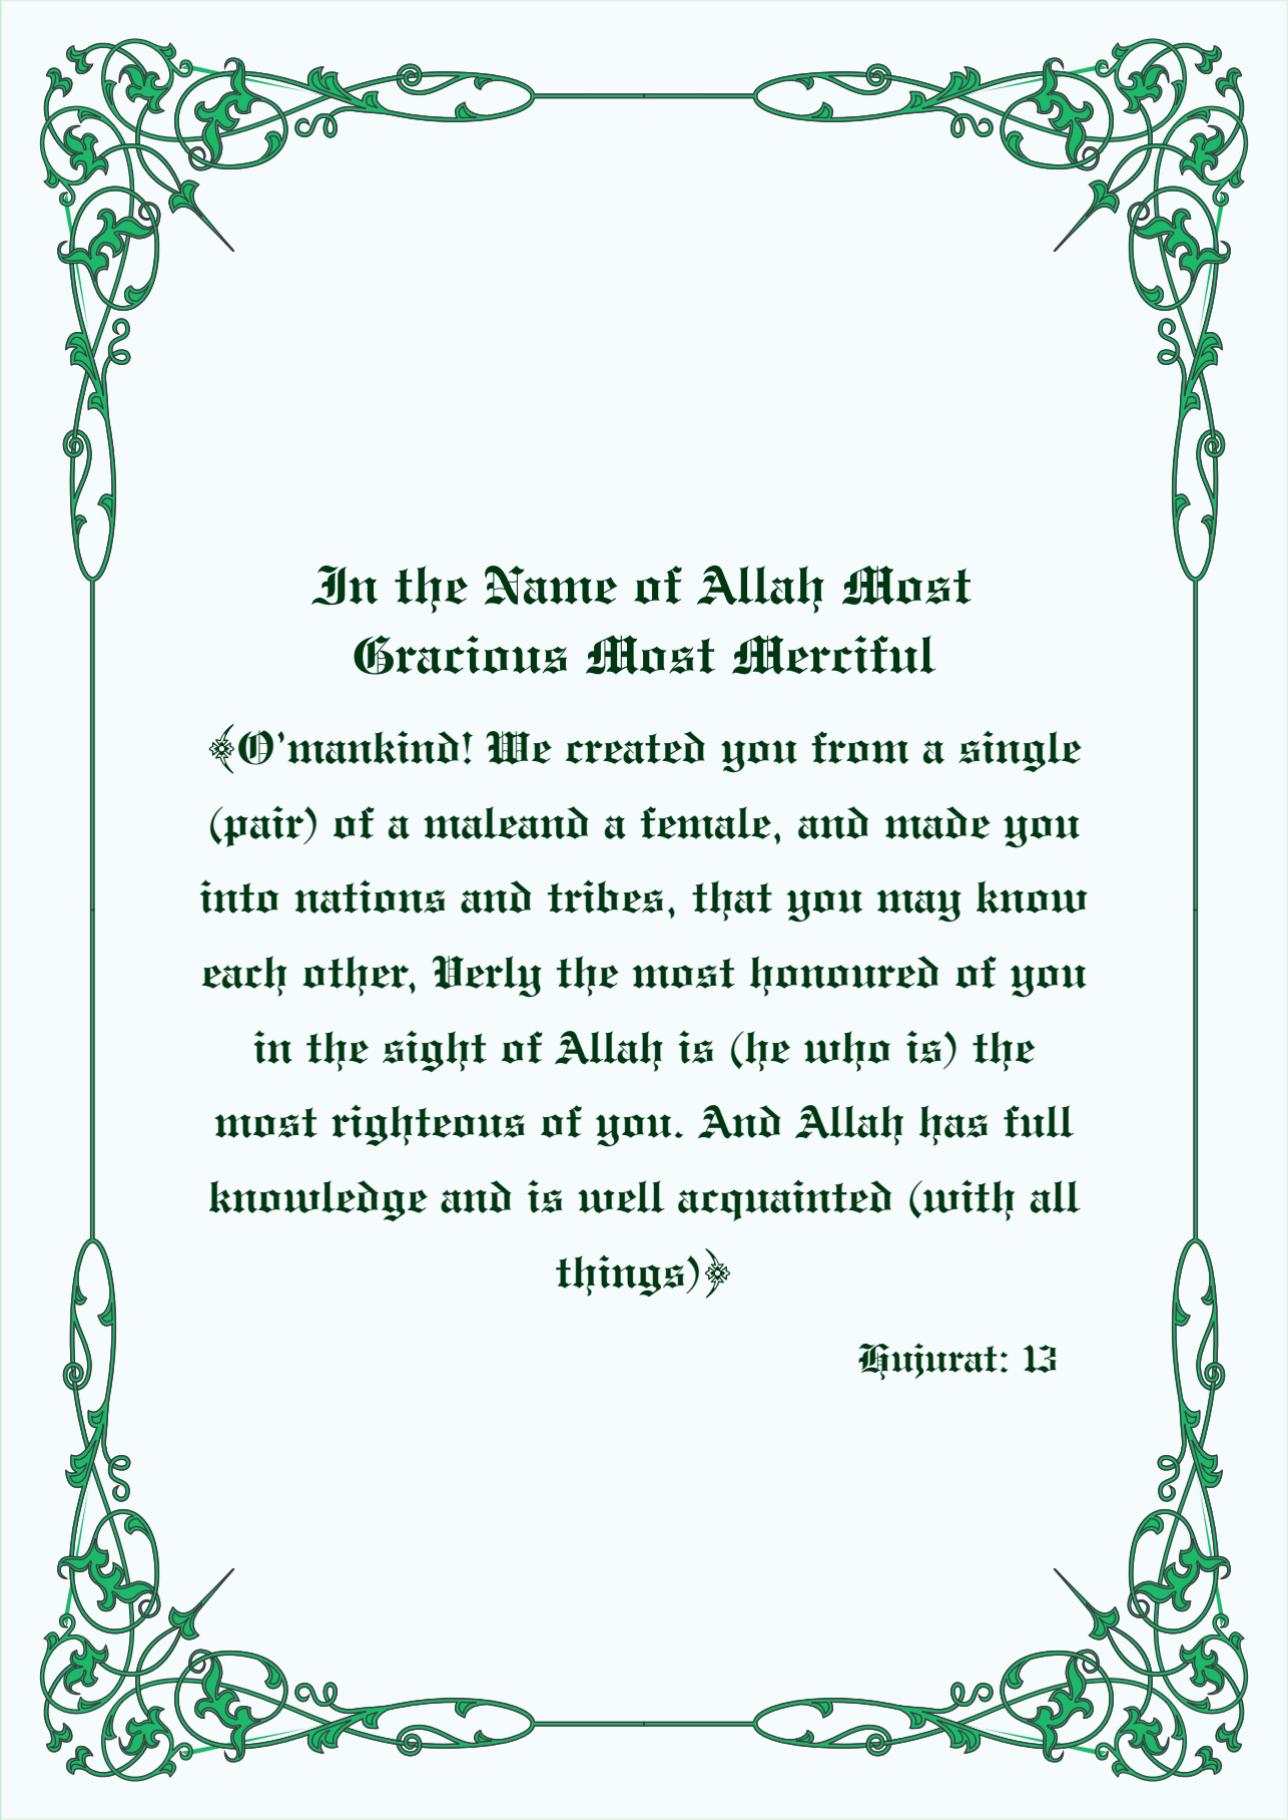 In the Name of Allah Most
Gracious Most Merciful
﴾O'mankind! We created you from a single
(pair) of a maleand a female, and made you
into nations and tribes, that you may know
each other, Verly the most honoured of you
in the sight of Allah is (he who is) the
most righteous of you. And Allah has full
knowledge and is well acquainted (with all
things)﴿
Hujurat: 13